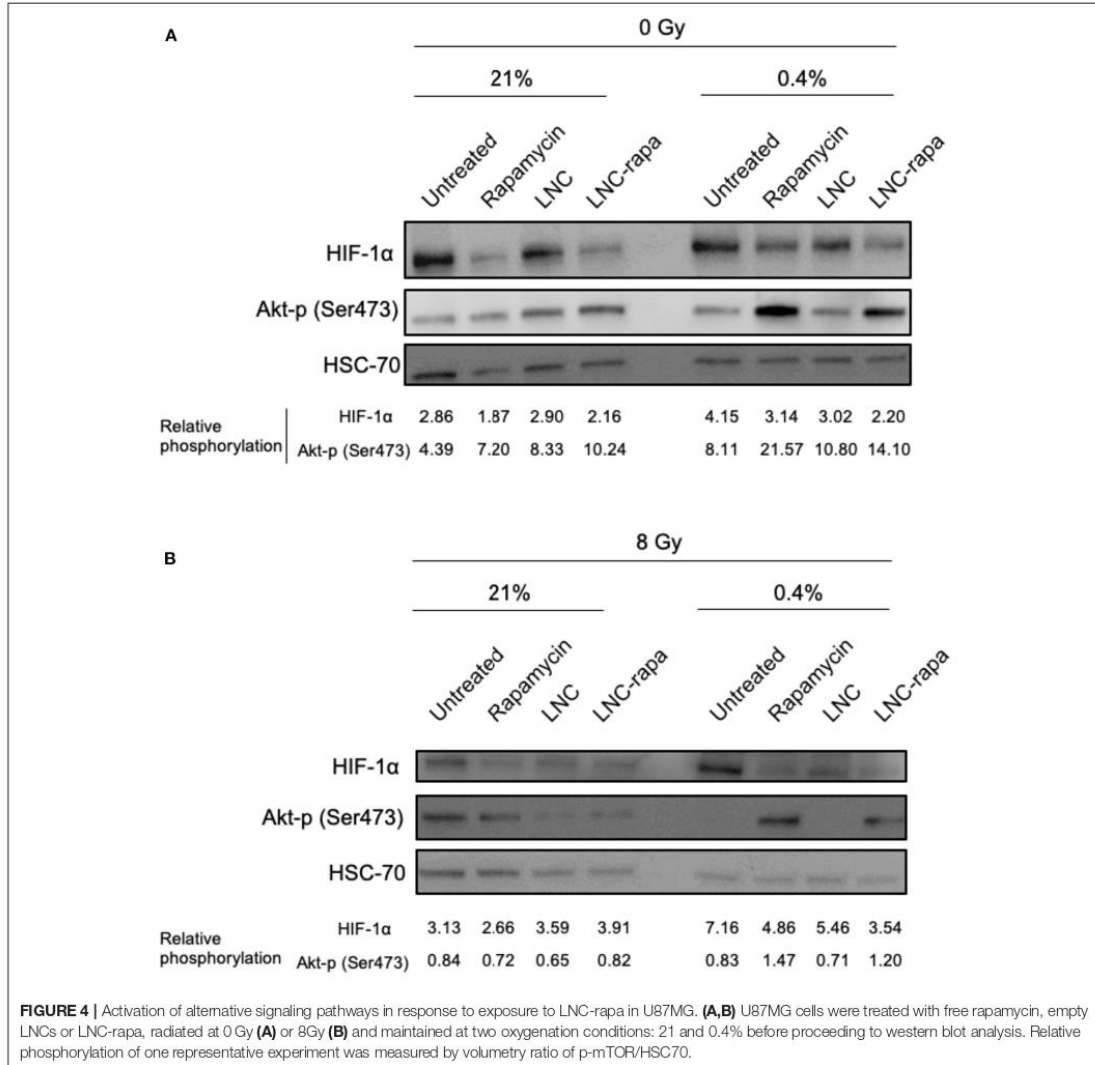 A
0 Gy
21%
0.4%
Untreated
Rapamycin
LNC
LNC-rapa
Untreated
Rapamycin
LNC
LNC-rapa
HIF-1α
Akt-p (Ser473)
HSC-70
Relative
phosphorylation
HIF-1α 2.86 1.87 2.90 2.16 4.15 3.14 3.02 2.20
Akt-p (Ser473) 4.39 7.20 8.33 10.24 8.11 21.57 10.80 14.10
B
8 Gy
21%
0.4%
Untreated
Rapamycin
LNC
LNC-rapa
Untreated
Rapamycin
LNC
LNC-rapa
HIF-1α
Akt-p (Ser473)
HSC-70
Relative
phosphorylation
HIF-1α 3.13 2.66 3.59 3.91 7.16 4.86 5.46 3.54
Akt-p (Ser473) 0.84 0.72 0.65 0.82 0.83 1.47 0.71 1.20
FIGURE 4 | Activation of alternative signaling pathways in response to exposure to LNC-rapa in U87MG. (A,B) U87MG cells were treated with free rapamycin, empty
LNCs or LNC-rapa, radiated at 0 Gy (A) or 8Gy (B) and maintained at two oxygenation conditions: 21 and 0.4% before proceeding to western blot analysis. Relative
phosphorylation of one representative experiment was measured by volumetry ratio of p-mTOR/HSC70.